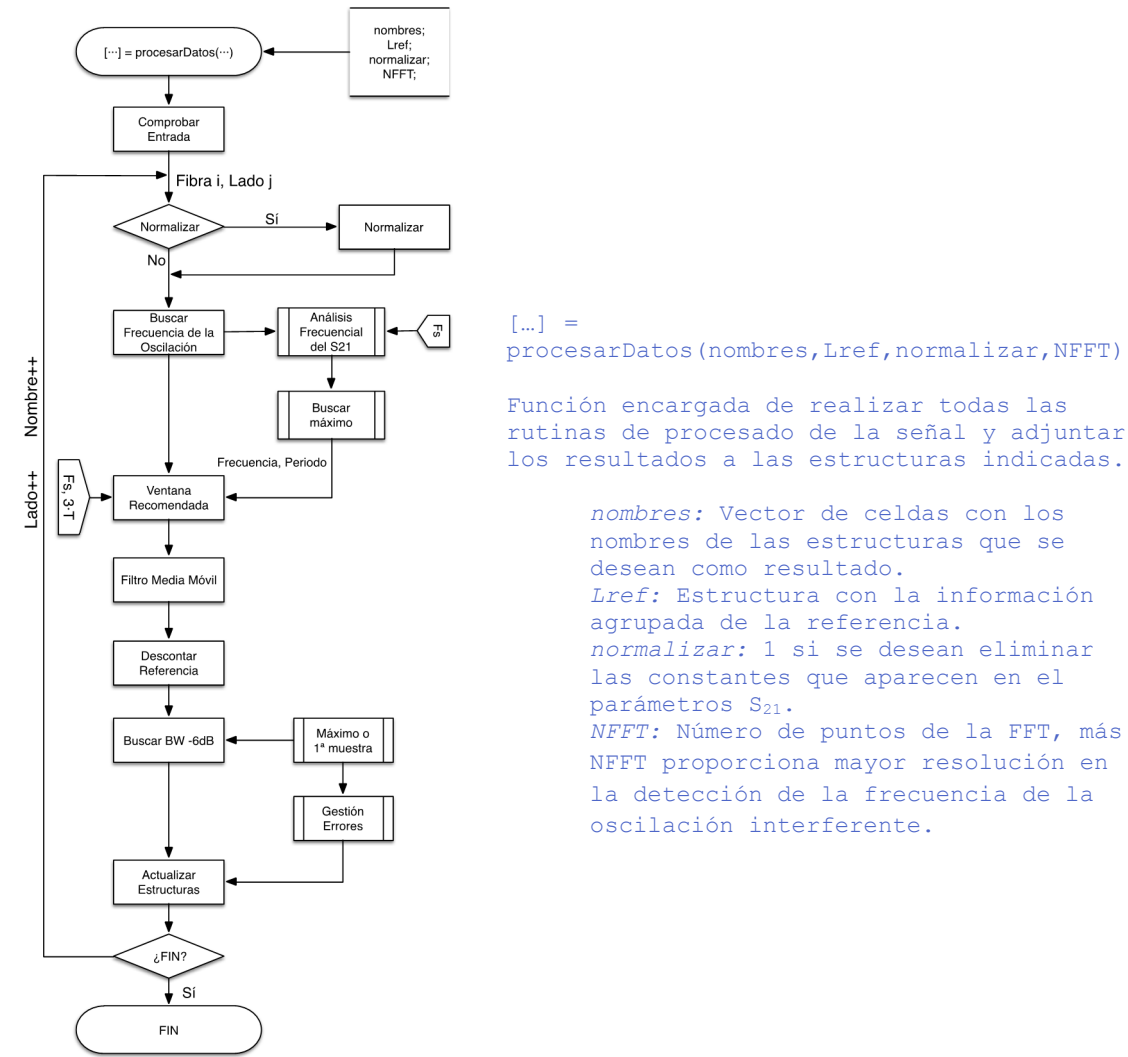 [···] = procesarDatos(···)
nombres;
Lref;
normalizar;
NFFT;
Comprobar
Entrada
Fibra i, Lado j
Normalizar
Sí
Normalizar
No
Buscar
Frecuencia de la
Oscilación
Análisis
Frecuencial
del S21
Fs
Buscar
máximo
Frecuencia, Periodo
Lado++ Nombre++
Fs, 3·T
Ventana
Recomendada
Filtro Media Móvil
Descontar
Referencia
Buscar BW -6dB
Máximo o
1ª muestra
Gestión
Errores
Actualizar
Estructuras
¿FIN?
Sí
FIN
[…] =
procesarDatos(nombres,Lref,normalizar,NFFT)
Función encargada de realizar todas las
rutinas de procesado de la señal y adjuntar
los resultados a las estructuras indicadas.
nombres: Vector de celdas con los
nombres de las estructuras que se
desean como resultado.
Lref: Estructura con la información
agrupada de la referencia.
normalizar: 1 si se desean eliminar
las constantes que aparecen en el
parámetros S21.
NFFT: Número de puntos de la FFT, más
NFFT proporciona mayor resolución en
la detección de la frecuencia de la
oscilación interferente.